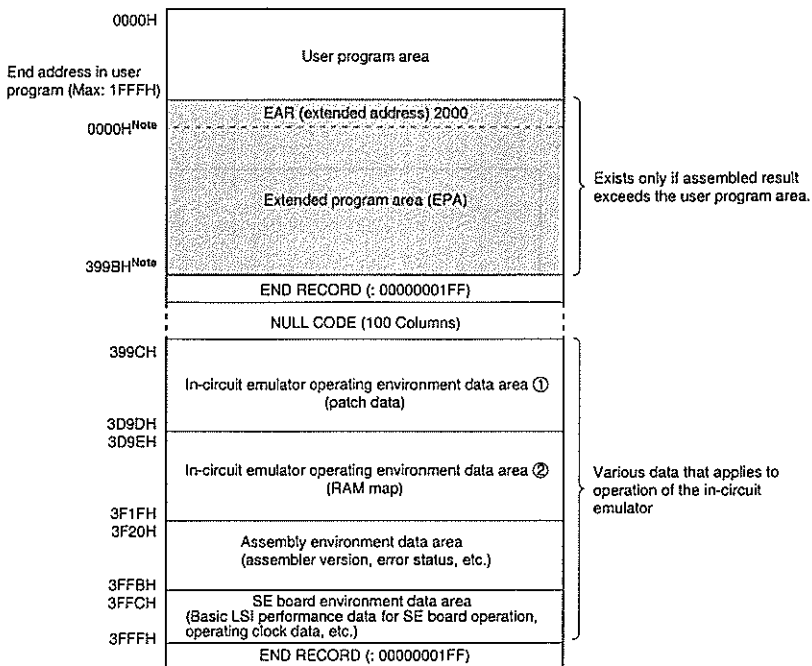 0000H
User program area
End address in user
program (Max: 1FFFH)
EAR (extended address) 2000
0000H Note
Extended program area (EPA)
Exists only if assembled result
exceeds the user program area.
399BH Note
END RECORD (: 00000001FF)
NULL CODE (100 Columns)
399CH
In-circuit emulator operating environment data area ①
(patch data)
3D9DH
3D9EH
In-circuit emulator operating environment data area ②
(RAM map)
Various data that applies to
operation of the in-circuit
emulator
3F1FH
3F20H
Assembly environment data area
(assembler version, error status, etc.)
3FFBH
3FFCH
SE board environment data area
(Basic LSI performance data for SE board operation,
operating clock data, etc.)
3FFFH
END RECORD (: 00000001FF)